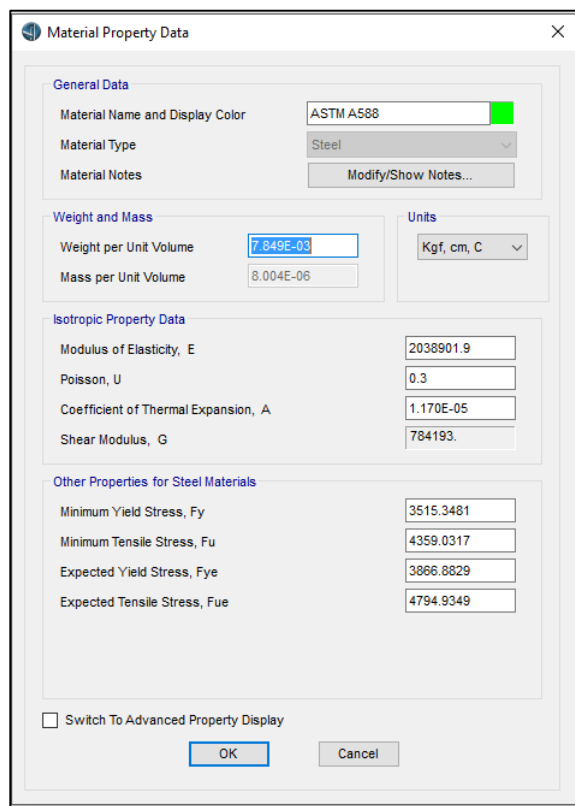 Material Property Data
General Data
Material Name and Display Color ASTM A588
Material Type Steel
Material Notes Modify/Show Notes...
Weight and Mass Units
Weight per Unit Volume 7.849E-03 Kgf, cm, C
Mass per Unit Volume 8.004E-06
Isotropic Property Data
Modulus of Elasticity, E 2038901.9
Poisson, U 0.3
Coefficient of Thermal Expansion, A 1.170E-05
Shear Modulus, G 784193.
Other Properties for Steel Materials
Minimum Yield Stress, Fy 3515.3481
Minimum Tensile Stress, Fu 4359.0317
Expected Yield Stress, Fye 3866.8829
Expected Tensile Stress, Fue 4794.9349
Switch To Advanced Property Display
OK Cancel